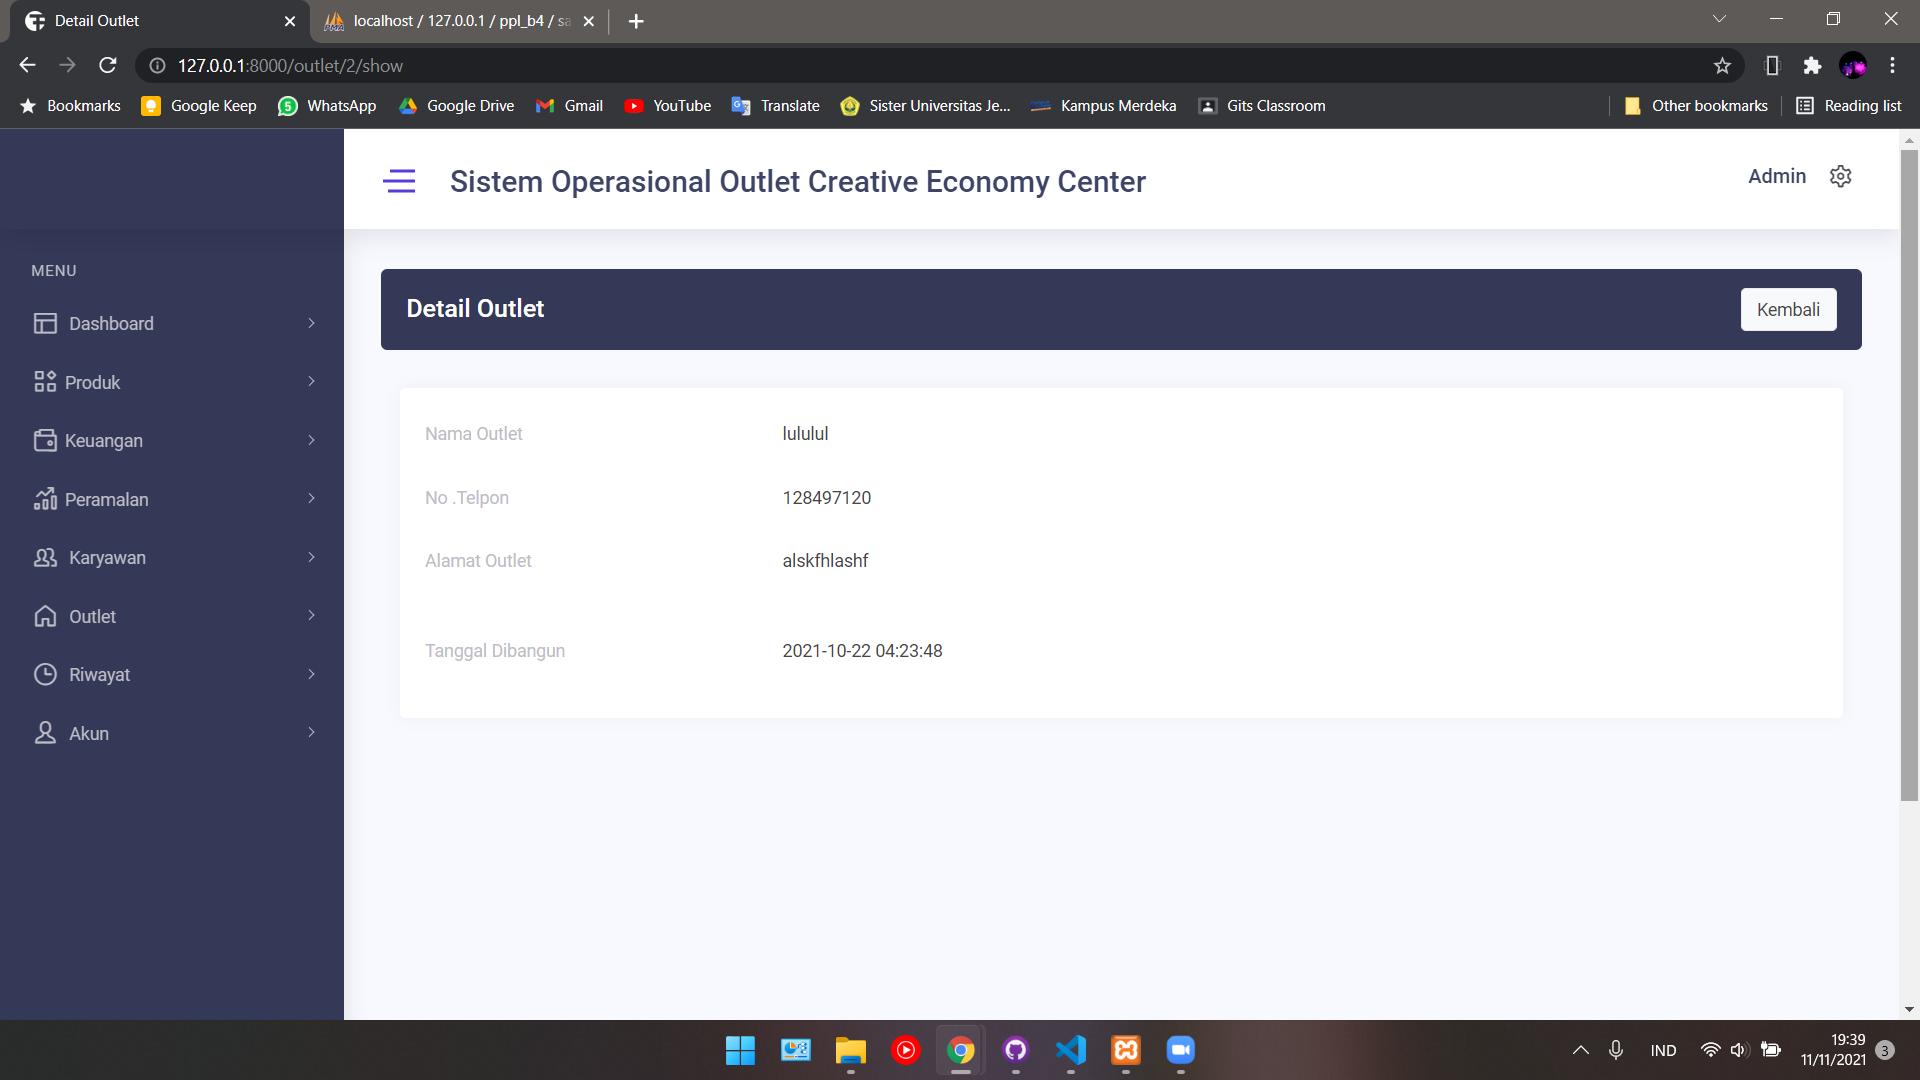 Detail Outlet
localhost / 127.0.0.1 / ppl_b4 / sa
127.0.0.1:8000/outlet/2/show
Bookmarks
Google Keep
WhatsApp
Google Drive
Gmail
YouTube
Translate
Sister Universitas Je...
Kampus Merdeka
Gits Classroom
Other bookmarks
Reading list
Sistem Operasional Outlet Creative Economy Center
Admin
MENU
Dashboard
Produk
Keuangan
Peramalan
Karyawan
Outlet
Riwayat
Akun
Detail Outlet
Kembali
Nama Outlet
lululul
No .Telpon
128497120
Alamat Outlet
alskfhlashf
Tanggal Dibangun
2021-10-22 04:23:48
IND
19:39
11/11/2021
3